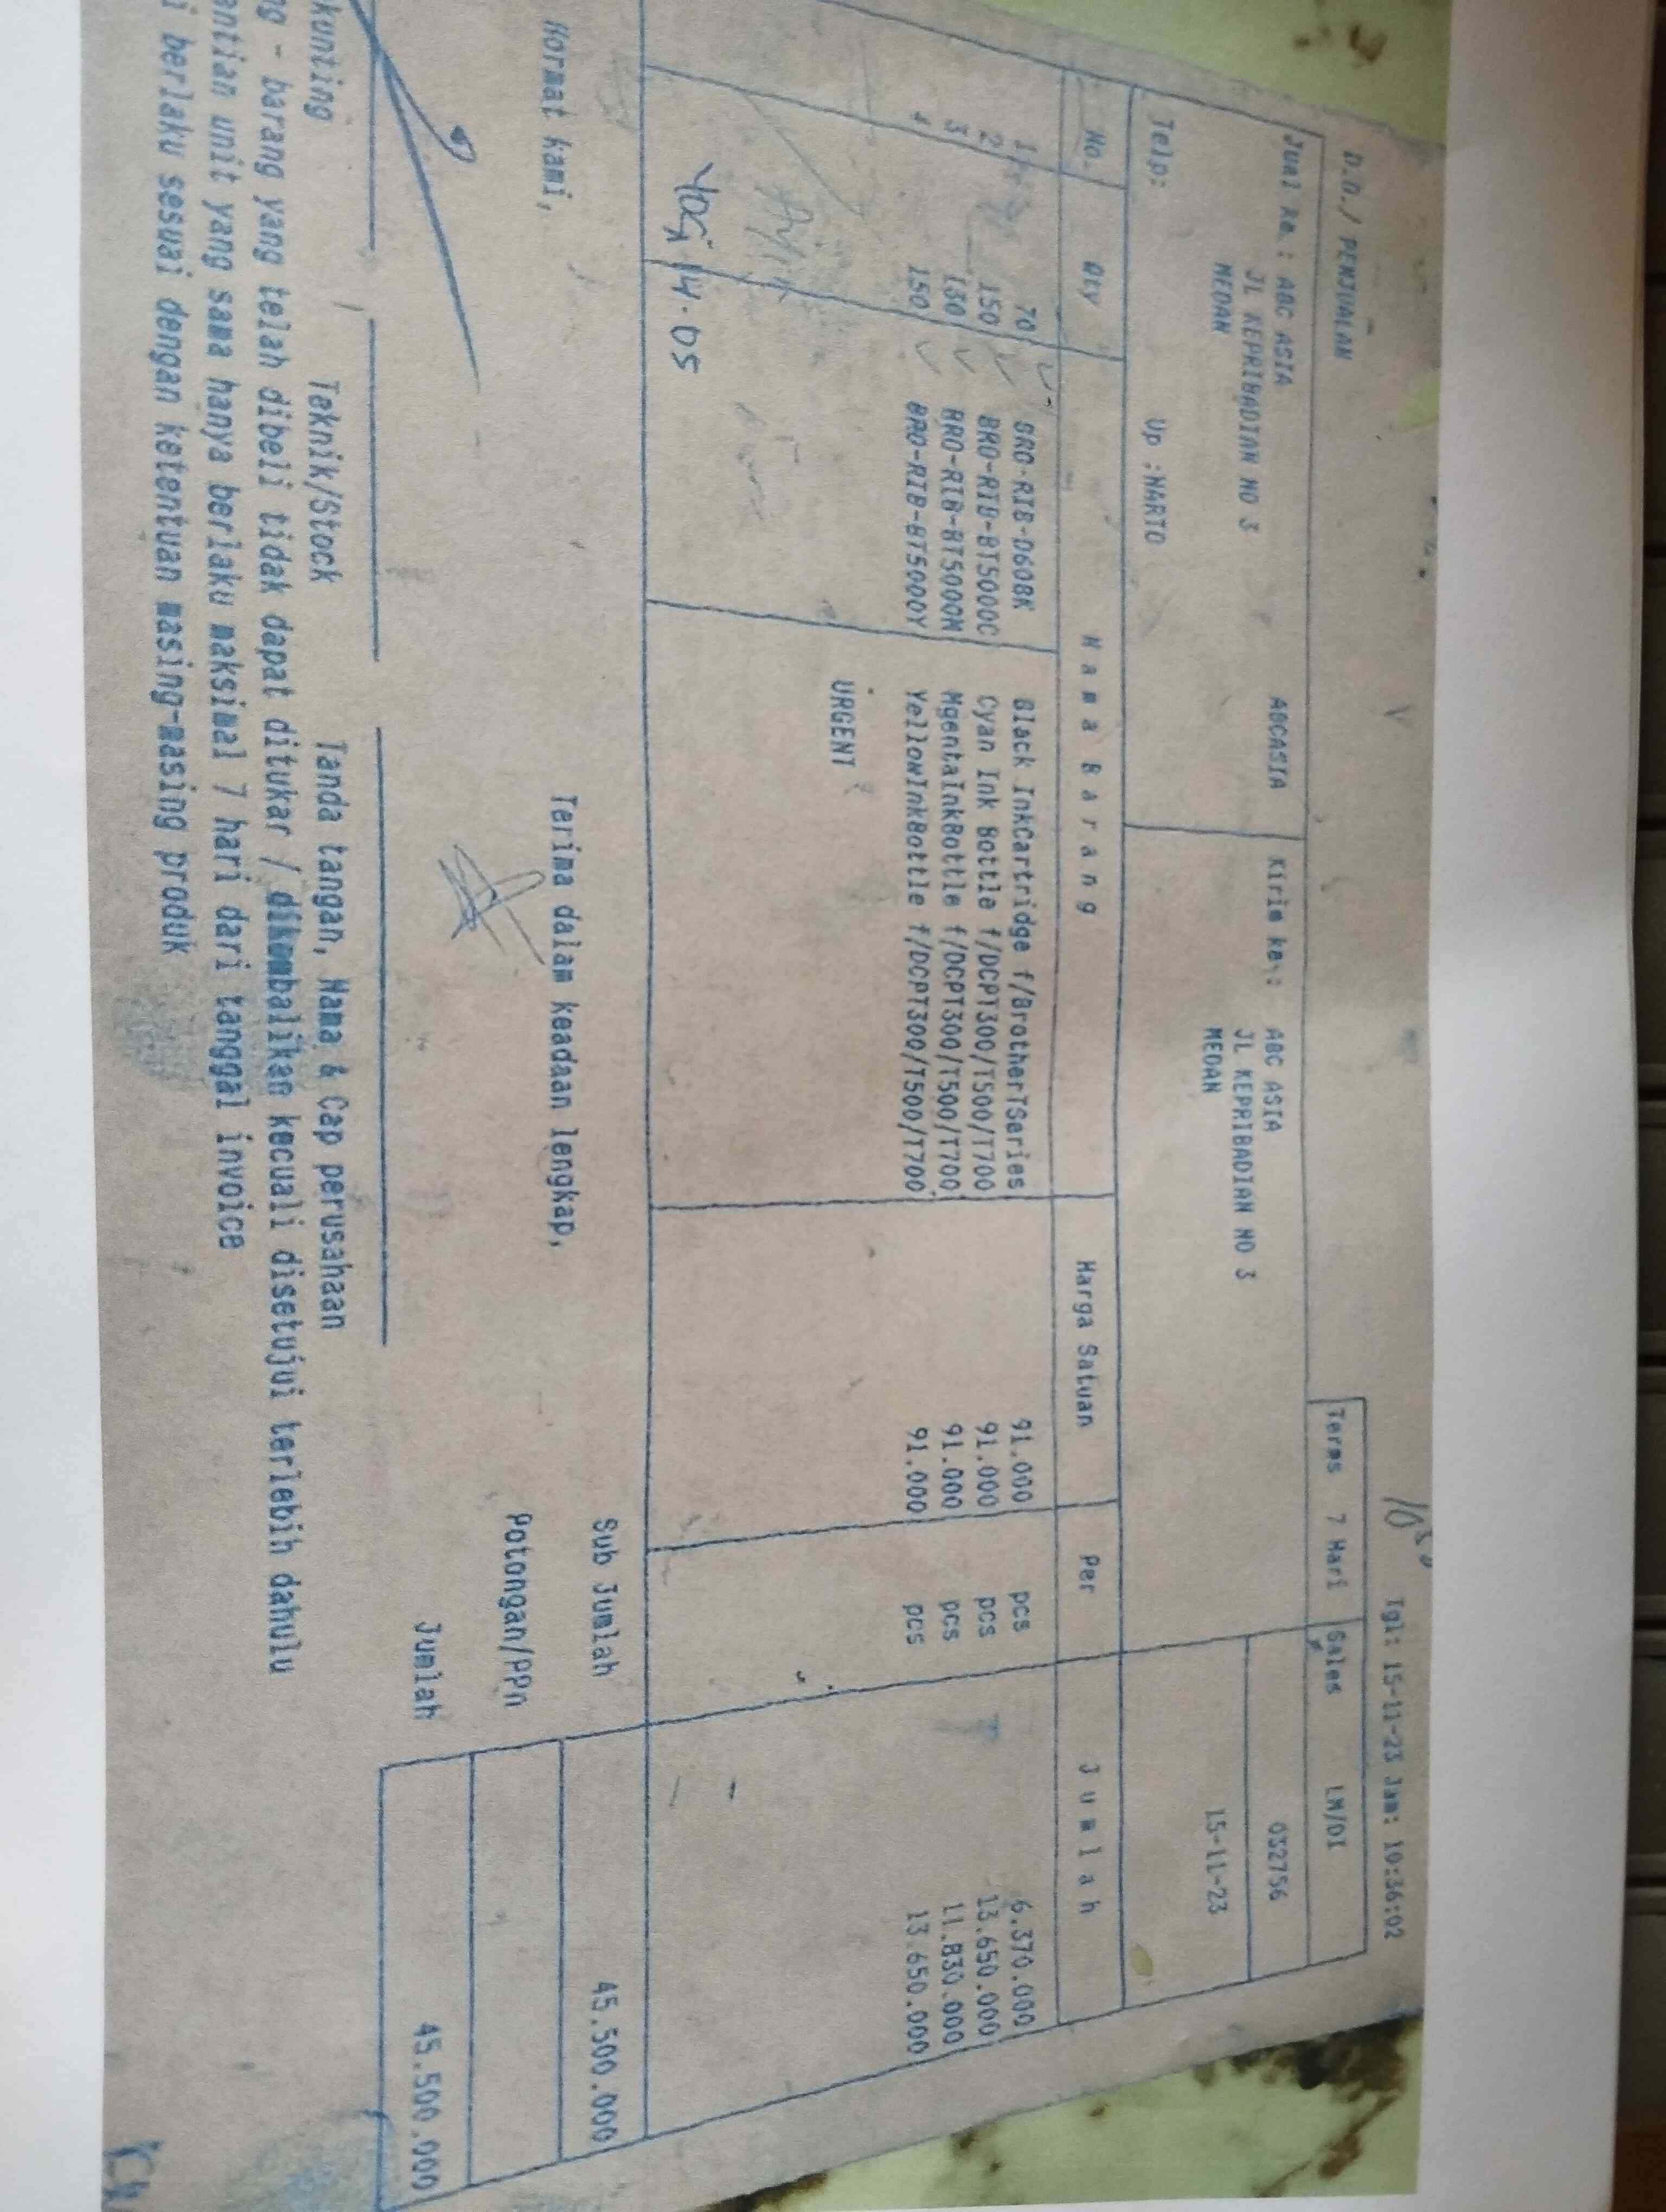 Tgl: 15-11-23 Jam: 10:36:02
D.O./ PENJUALAN
Terms 7 Hari Sales LM/DI
Jual ke.: ABC ASIA ABCASIA Kirim ke: ABC ASIA 032756
JL KEPRIBADIAN NO 3 JL KEPRIBADIAN NO 3
MEDAN MEDAN 15-11-23
Telp: Up :NARTO
No. Qty Nama Barang Harga Satuan Per Jumlah
1 70 BRO-RIB-D60BK Black InkCartridge f/BrotherTSeries 91.000 pcs 6.370.000
2 150 BRO-RIB-BT5000C Cyan Ink Bottle f/DCPT300/T500/T700 91.000 pcs 13.650.000
3 130 BRO-RIB-BT5000M MgentaInkBottle f/DCPT300/T500/T700 91.000 pcs 11.830.000
4 150 BRO-RIB-BT5000Y YellowInkBottle f/DCPT300/T500/T700 91.000 pcs 13.650.000
URGENT
14.05
Sub Jumlah 45.500.000
Hormat kami, Terima dalam keadaan lengkap,
Potongan/PPn
Jumlah 45.500.000
kunting Teknik/Stock Tanda tangan, Nama & Cap perusahaan
ng - barang yang telah dibeli tidak dapat ditukar / dikembalikan kecuali disetujui terlebih dahulu
antian unit yang sama hanya berlaku maksimal 7 hari dari tanggal invoice
i berlaku sesuai dengan ketentuan masing-masing produk